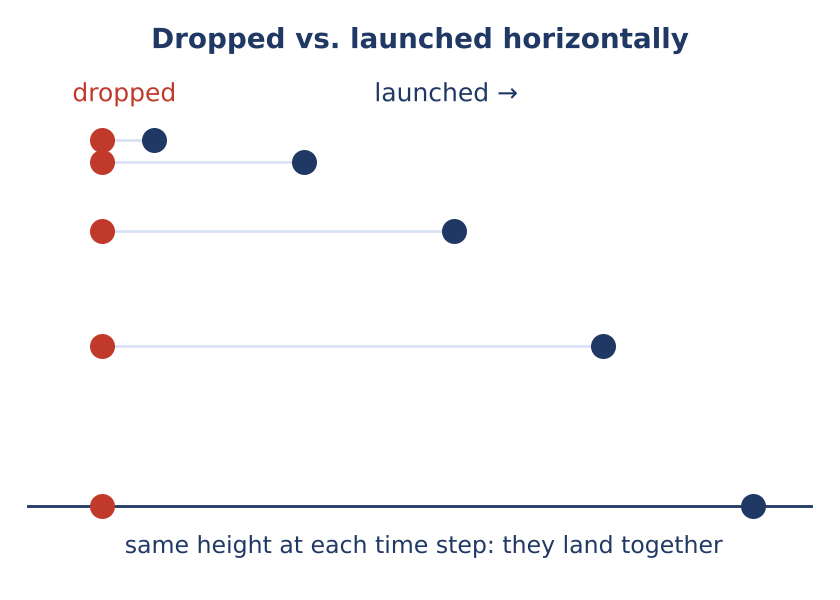 Dropped vs. launched horizontally
dropped
launched →
same height at each time step: they land together